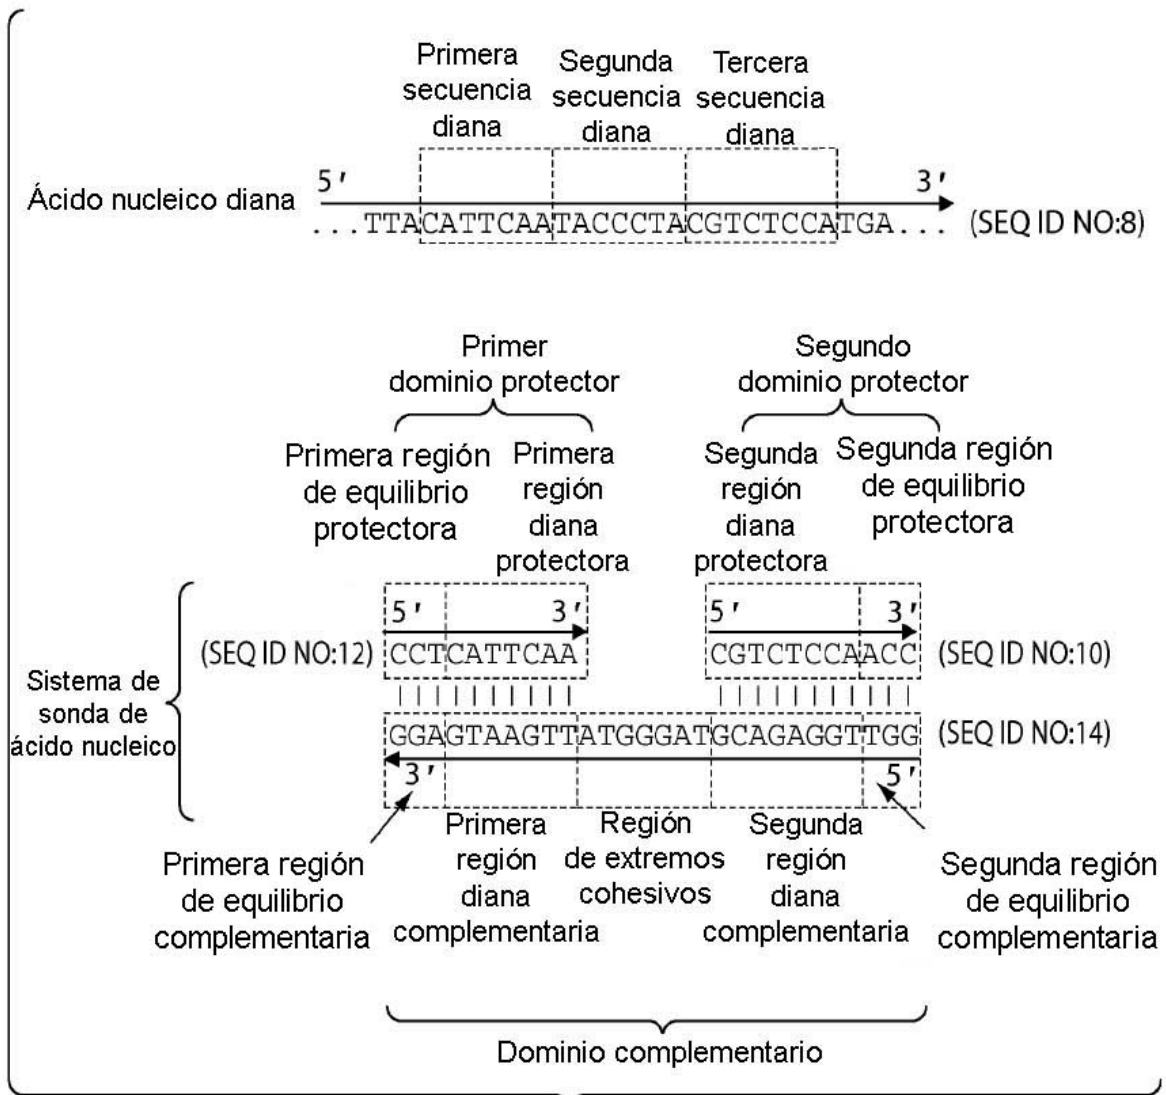 Primera
secuencia
diana
Segunda
secuencia
diana
Tercera
secuencia
diana
Ácido nucleico diana
5'
3'
...TTACATTCAATACCCTACGTCTCCATGA...
(SEQ ID NO:8)
Primer
dominio protector
Segundo
dominio protector
Primera región
de equilibrio
protectora
Primera
región
diana
protectora
Segunda
región
diana
protectora
Segunda región
de equilibrio
protectora
Sistema de
sonda de
ácido nucleico
5' 3'
(SEQ ID NO:12) CCTCATTCAA
5' 3'
CGTCTCCAACC (SEQ ID NO:10)
GGAGTAAGTTATGGGATGCAGAGGTTGG (SEQ ID NO:14)
3' 5'
Primera región
de equilibrio
complementaria
Primera
región
diana
complementaria
Región
de extremos
cohesivos
Segunda
región
diana
complementaria
Segunda región
de equilibrio
complementaria
Dominio complementario